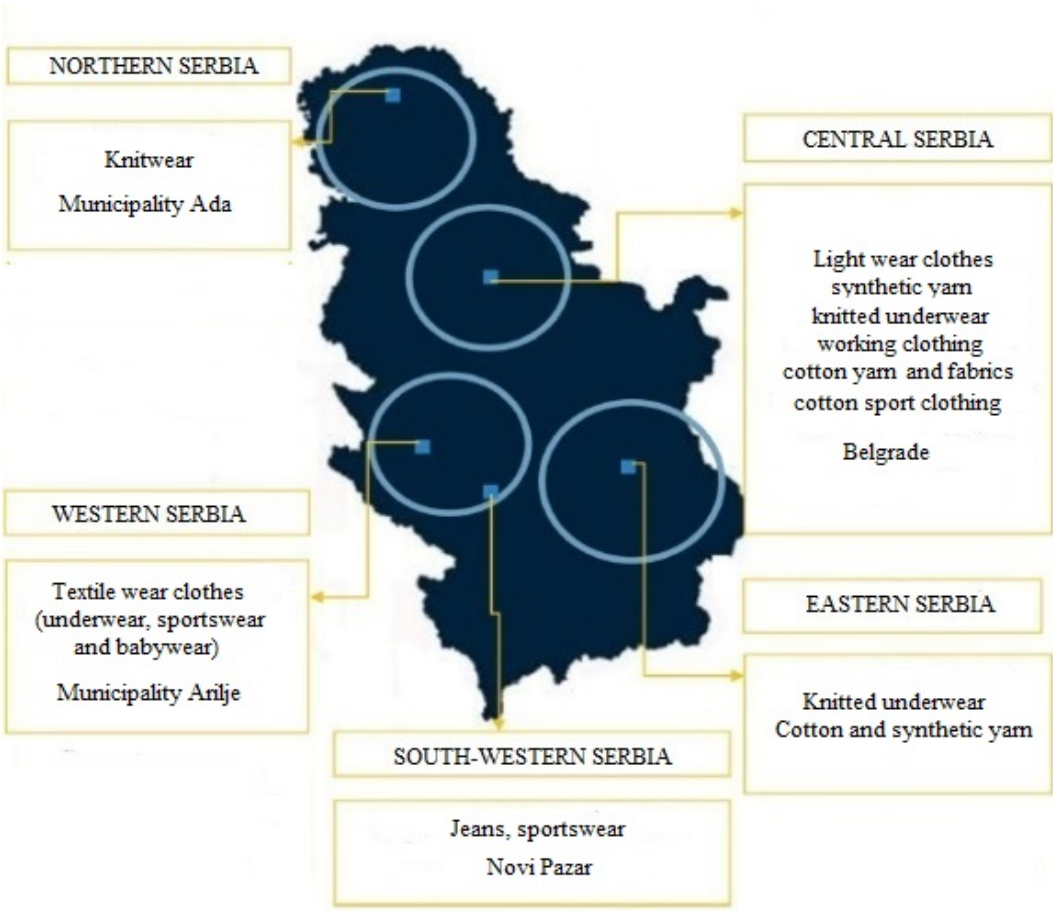 NORTHERN SERBIA
Knitwear
Municipality Ada
CENTRAL SERBIA
Light wear clothes
synthetic yarn
knitted underwear
working clothing
cotton yarn and fabrics
cotton sport clothing
Belgrade
WESTERN SERBIA
Textile wear clothes
(underwear, sportswear
and babywear)
Municipality Arilje
EASTERN SERBIA
Knitted underwear
Cotton and synthetic yarn
SOUTH-WESTERN SERBIA
Jeans, sportswear
Novi Pazar